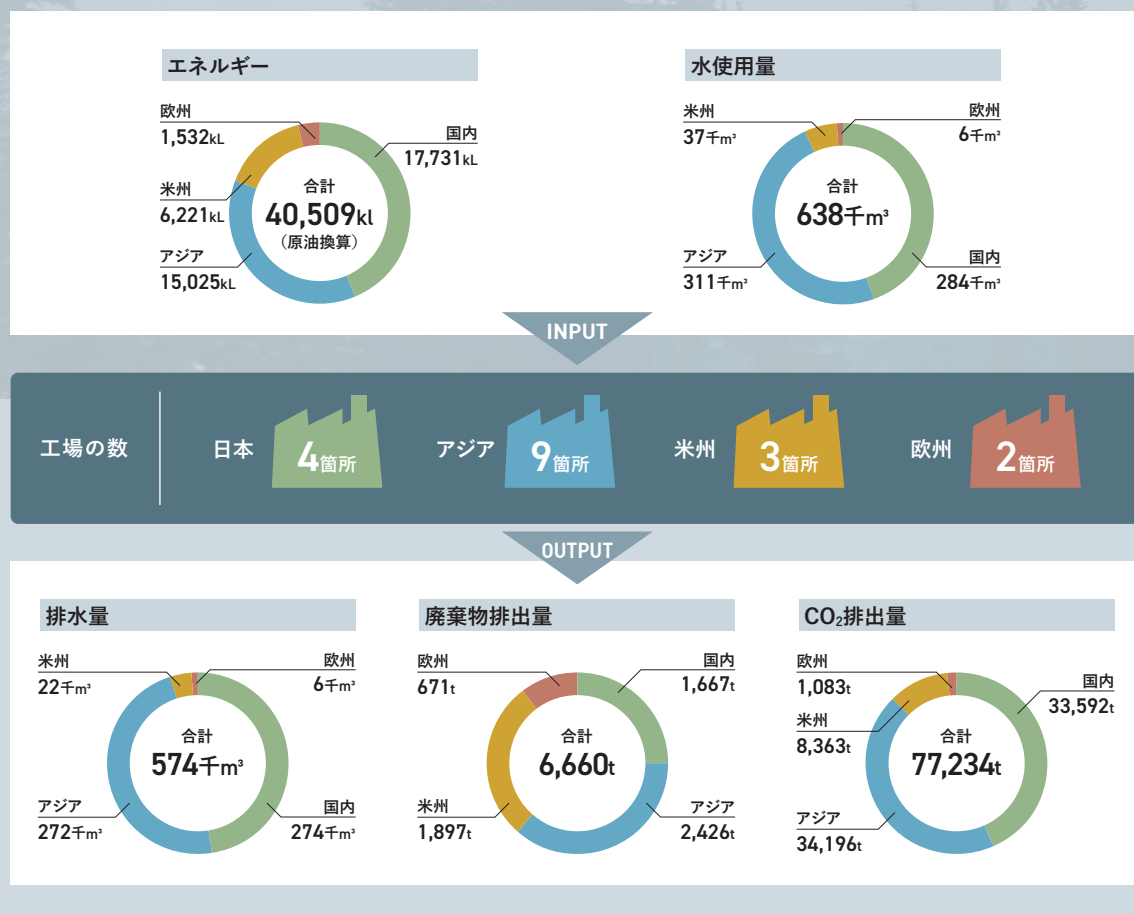 エネルギー
欧州
1,532kL
国内
17,731kL
米州
6,221kL
アジア
15,025kL
合計
40,509kl
（原油換算）
水使用量
米州
37千m³
欧州
6千m³
アジア
311千m³
国内
284千m³
合計
638千m³
INPUT
工場の数
日本
4箇所
アジア
9箇所
米州
3箇所
欧州
2箇所
OUTPUT
排水量
米州
22千m³
欧州
6千m³
合計
574千m³
アジア
272千m³
国内
274千m³
廃棄物排出量
欧州
671t
国内
1,667t
合計
6,660t
米州
1,897t
アジア
2,426t
CO₂排出量
欧州
1,083t
国内
33,592t
米州
8,363t
合計
77,234t
アジア
34,196t